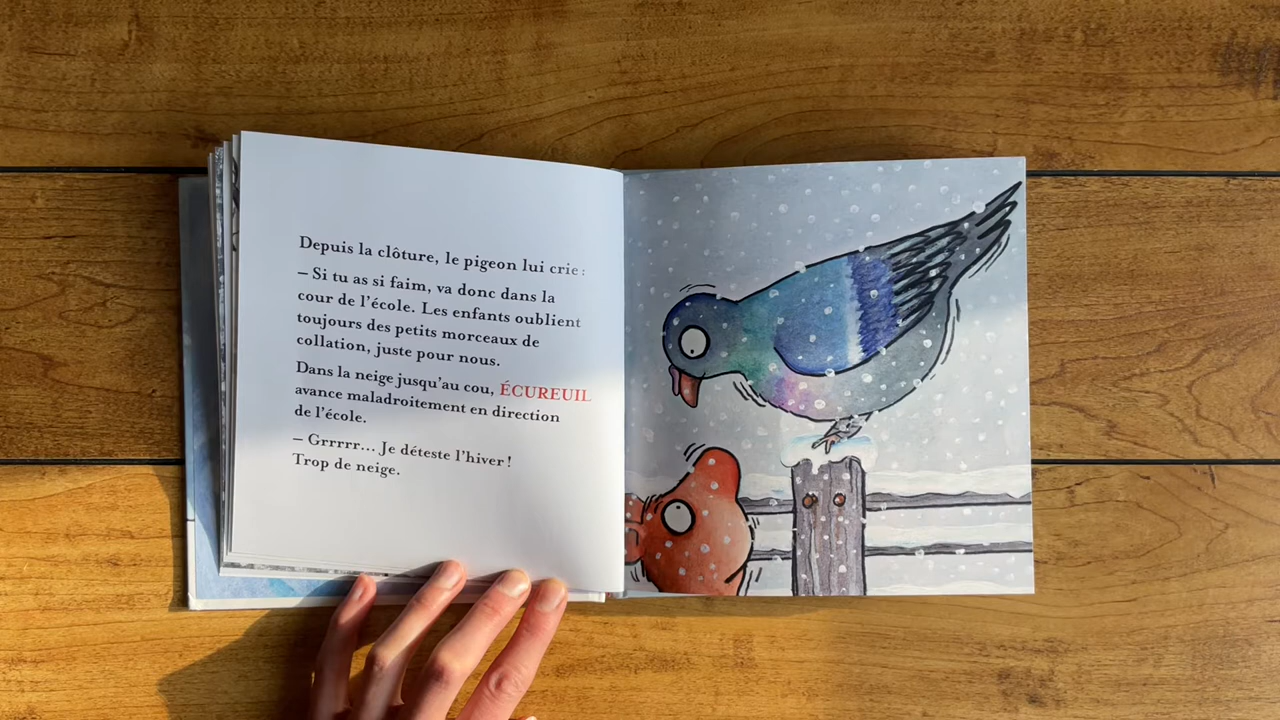 Depuis la clôture, le pigeon lui crie :
– Si tu as si faim, va donc dans la
cour de l'école. Les enfants oublient
toujours des petits morceaux de
collation, juste pour nous.
Dans la neige jusqu'au cou, ÉCUREUIL
avance maladroitement en direction
de l'école.
– Grrrrr... Je déteste l'hiver !
Trop de neige.